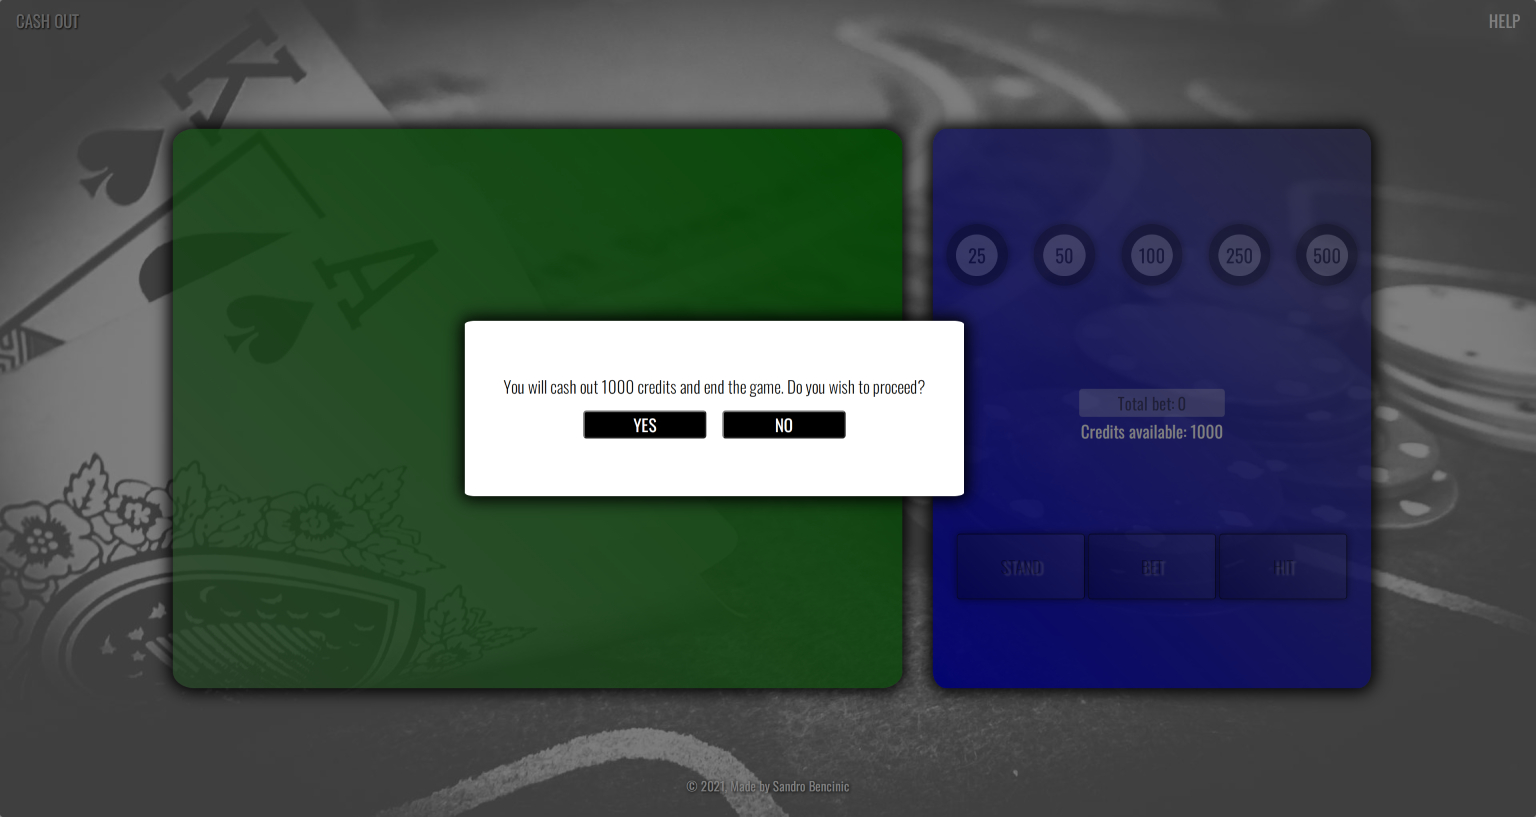 CASH OUT
HELP
K
A
25 50 100 250 500
You will cash out 1000 credits and end the game. Do you wish to proceed?
YES NO
Total bet: 0
Credits available: 1000
STAND BET HIT
© 2021, Made by Sandro Bencinic